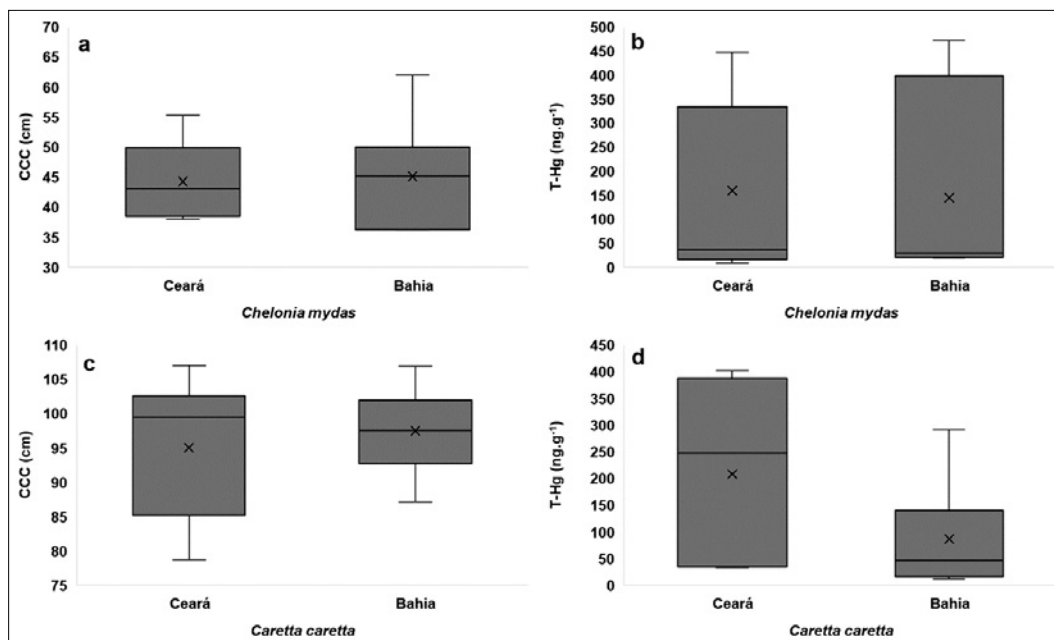 a
CCC (cm)
70
65
60
55
50
45
40
35
30
Ceará Bahia
Chelonia mydas
b
T-Hg (ng.g-1)
500
450
400
350
300
250
200
150
100
50
0
Ceará Bahia
Chelonia mydas
c
CCC (cm)
110
105
100
95
90
85
80
75
Ceará Bahia
Caretta caretta
d
T-Hg (ng.g-1)
450
400
350
300
250
200
150
100
50
0
Ceará Bahia
Caretta caretta